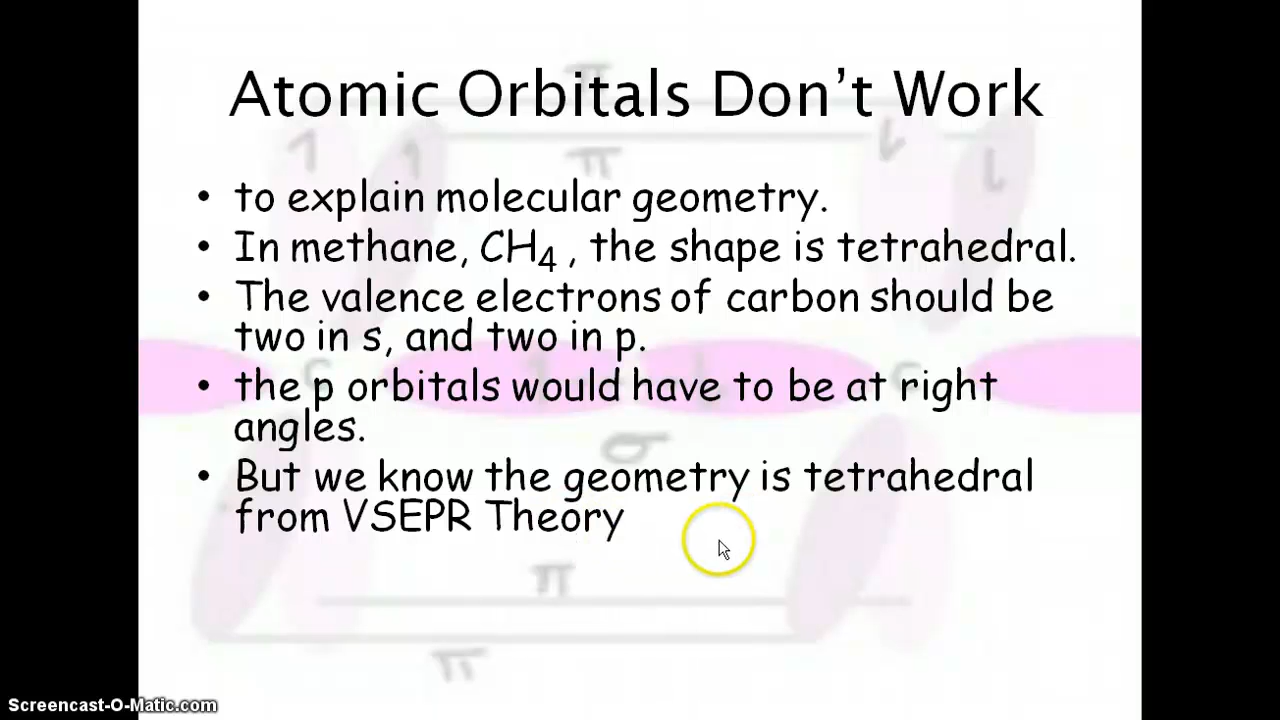 Atomic Orbitals Don’t Work
• to explain molecular geometry.
• In methane, CH₄ , the shape is tetrahedral.
• The valence electrons of carbon should be
two in s, and two in p.
• the p orbitals would have to be at right
angles.
• But we know the geometry is tetrahedral
from VSEPR Theory
π
π
σ
π
π
Screencast-O-Matic.com